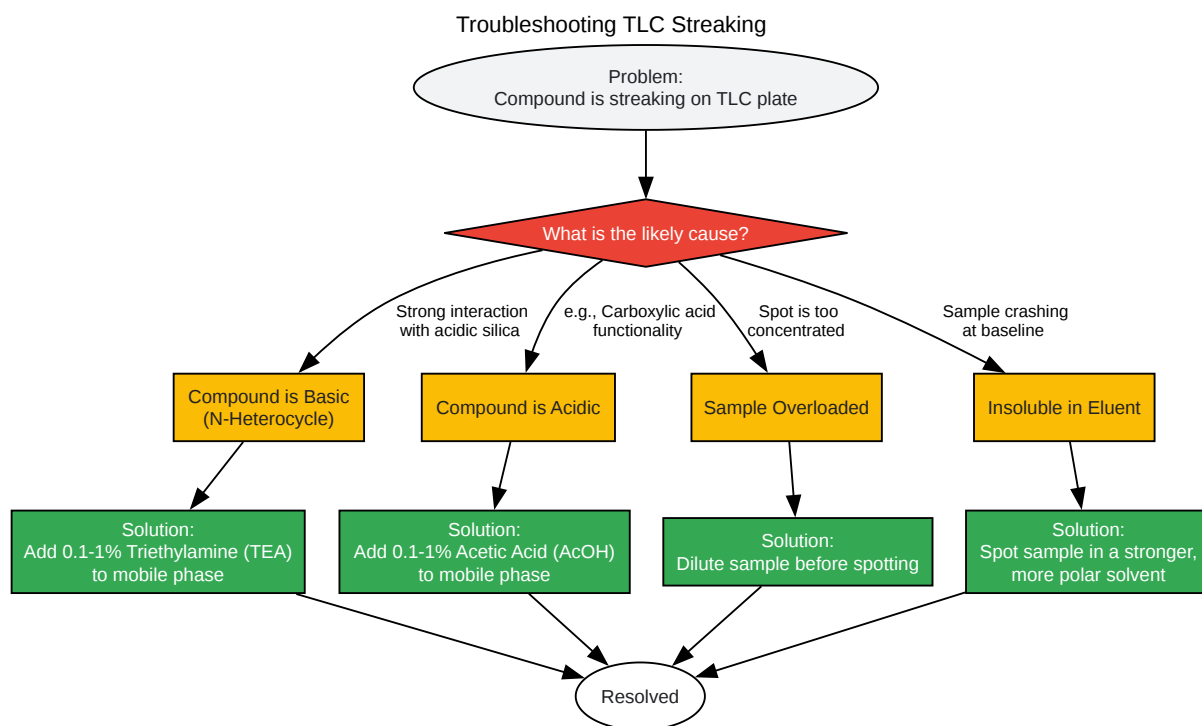 Troubleshooting TLC Streaking
Problem:
Compound is streaking on TLC plate
What is the likely cause?
Strong interaction
with acidic silica
e.g., Carboxylic acid
functionality
Spot is too
concentrated
Sample crashing
at baseline
Compound is Basic
(N-Heterocycle)
Compound is Acidic
Sample Overloaded
Insoluble in Eluent
Solution:
Add 0.1-1% Triethylamine (TEA)
to mobile phase
Solution:
Add 0.1-1% Acetic Acid (AcOH)
to mobile phase
Solution:
Dilute sample before spotting
Solution:
Spot sample in a stronger,
more polar solvent
Resolved